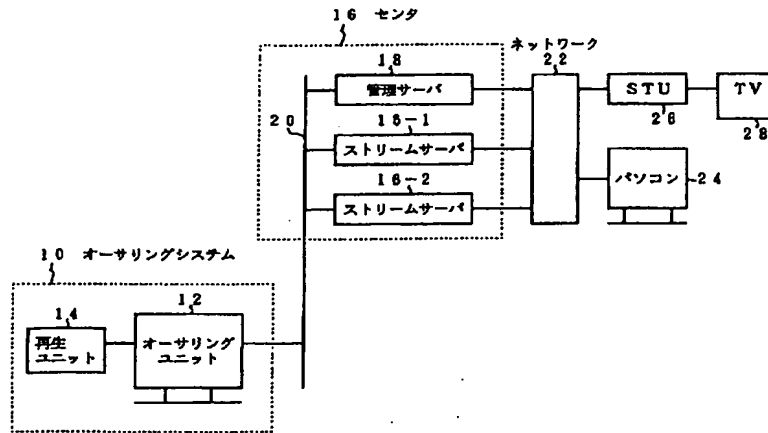 16 センタ
ネットワーク
22
18
管理サーバ
STU
26
TV
28
20
16-1
ストリームサーバ
16-2
ストリームサーバ
パソコン
24
10 オーサリングシステム
14
再生
ユニット
12
オーサリング
ユニット